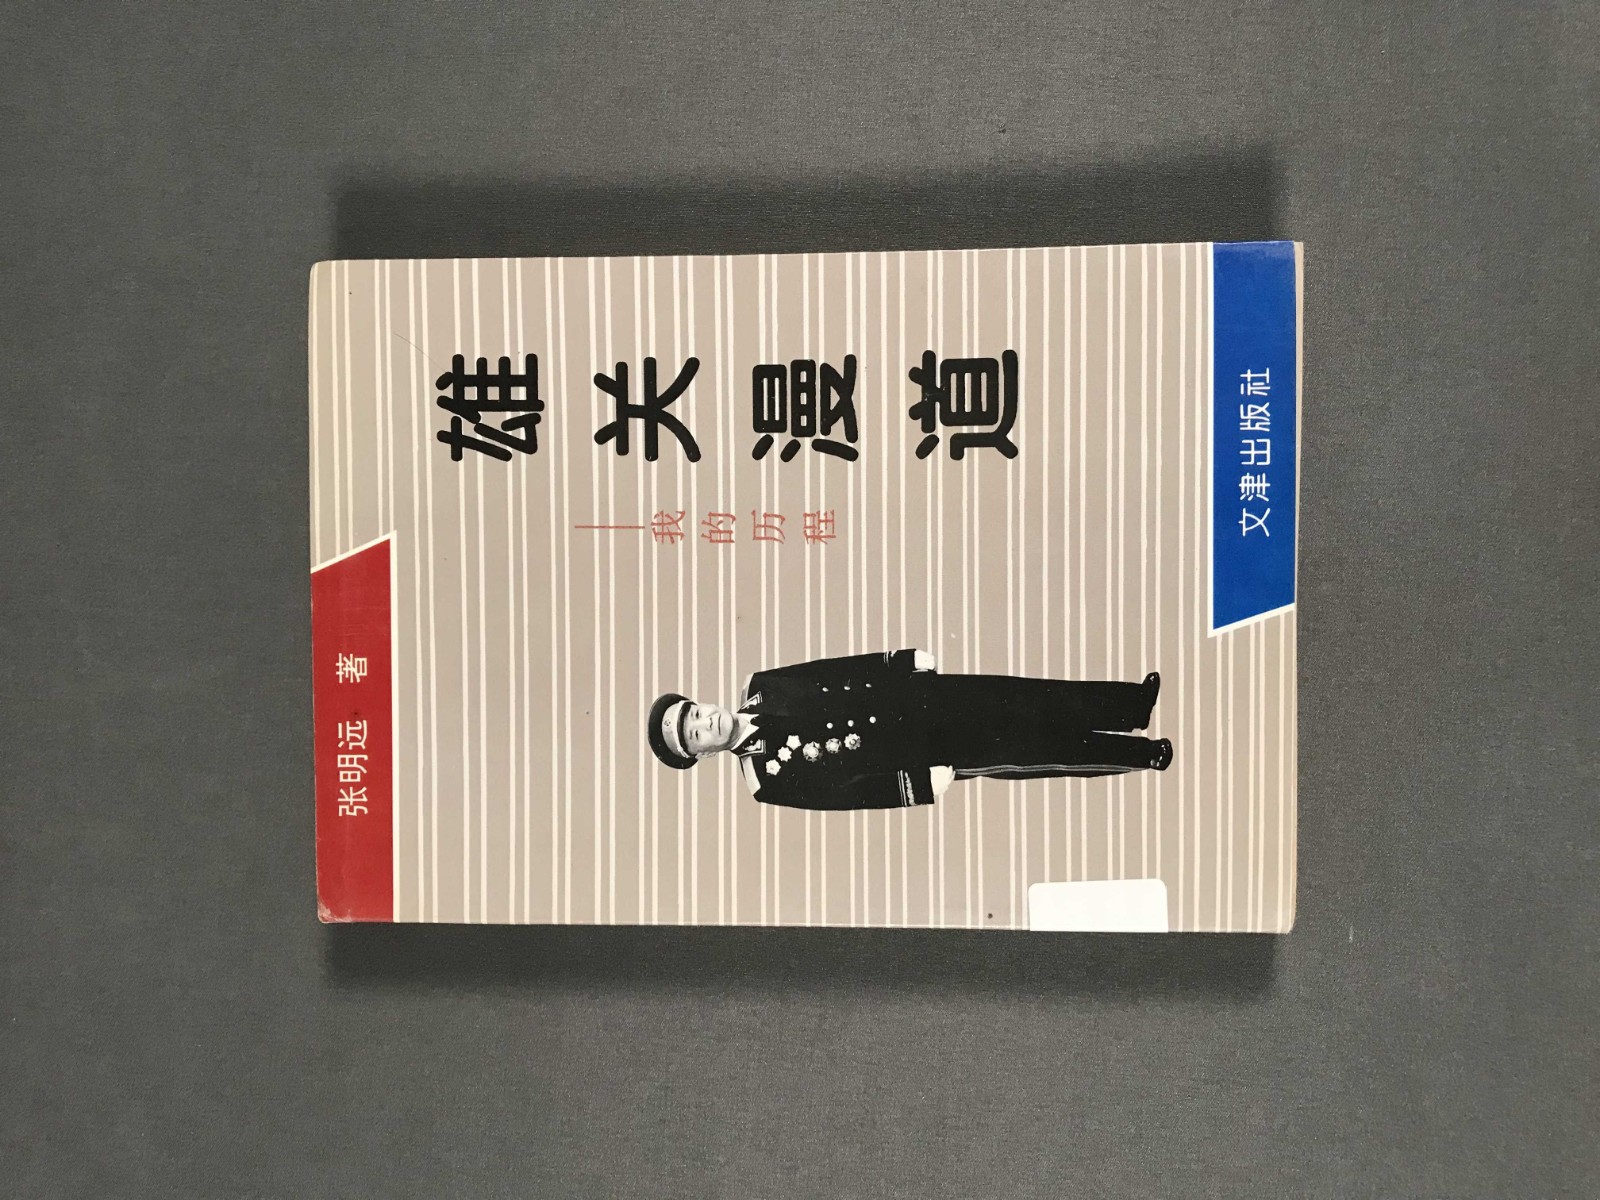 张明远 著
雄关漫道
——我的历程
文津出版社